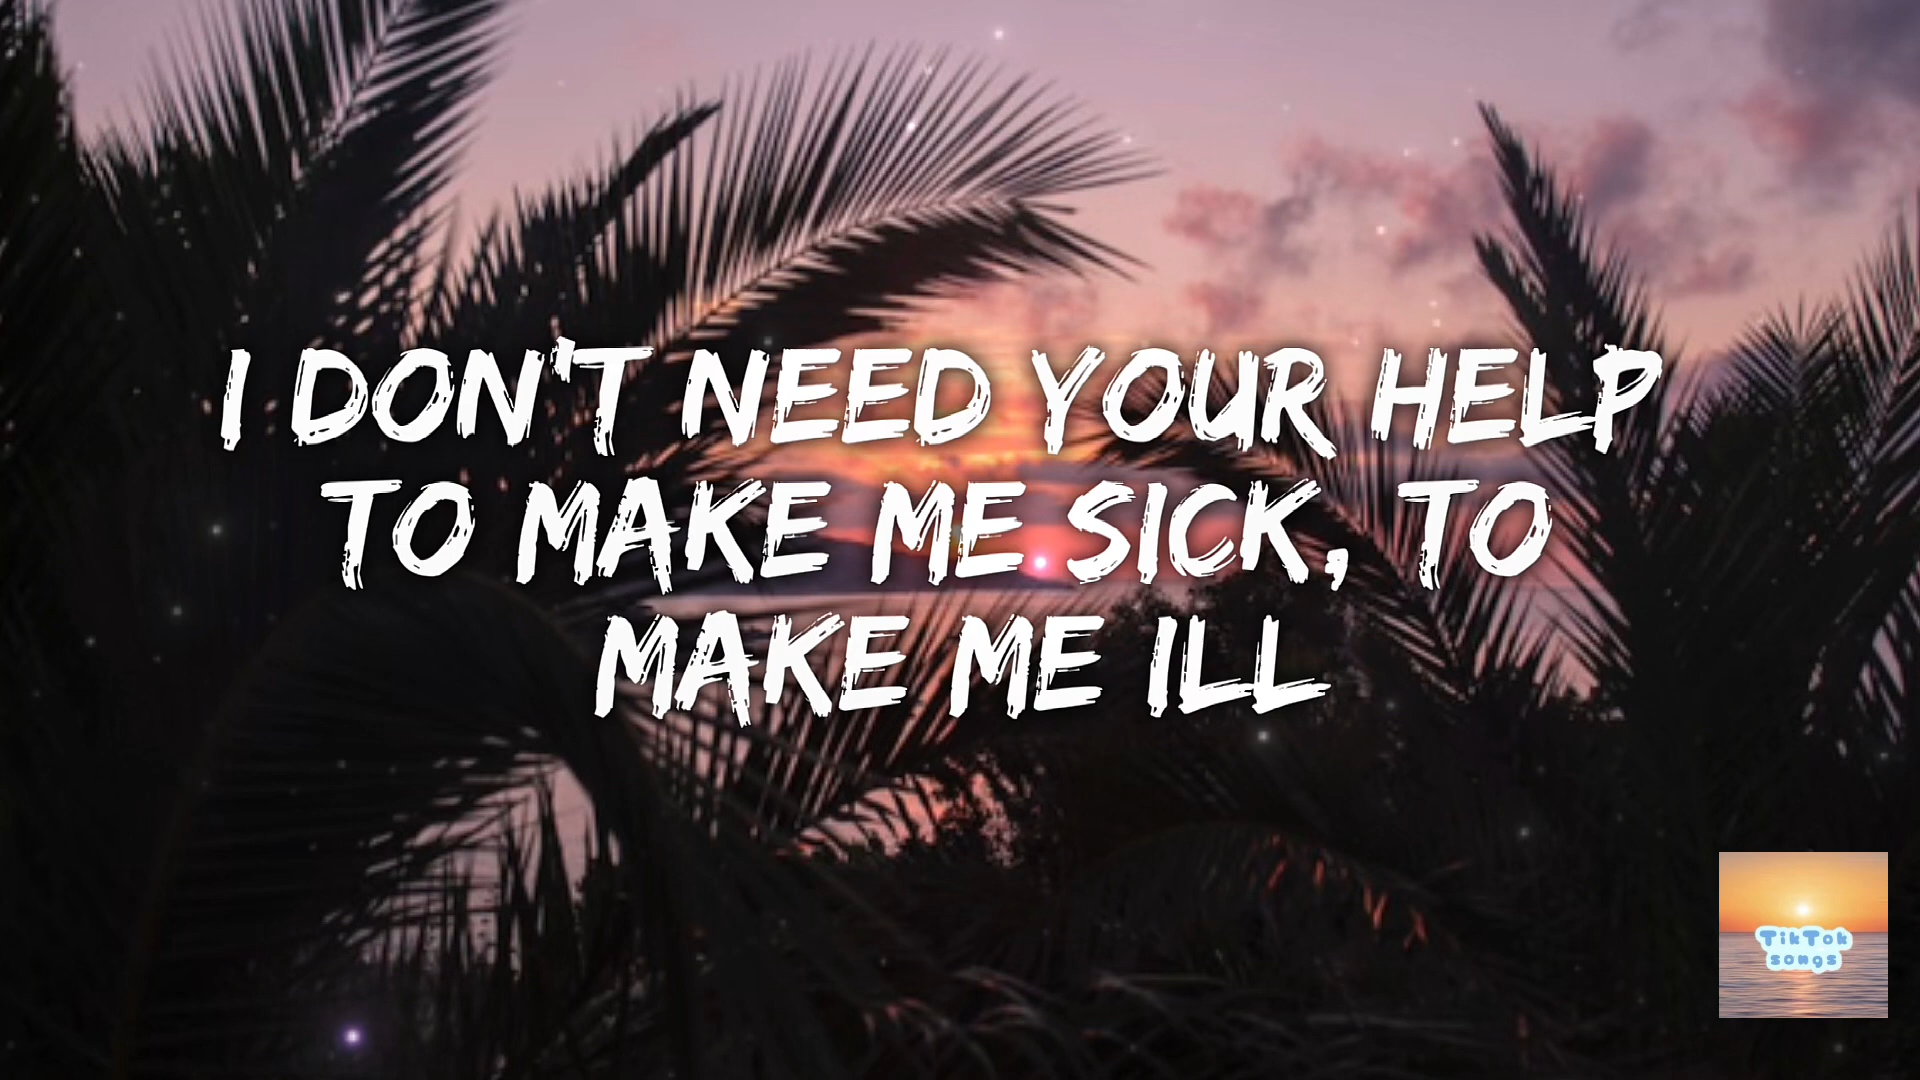 I DON'T NEED YOUR HELP
TO MAKE ME SICK, TO
MAKE ME ILL
TikTok
songs